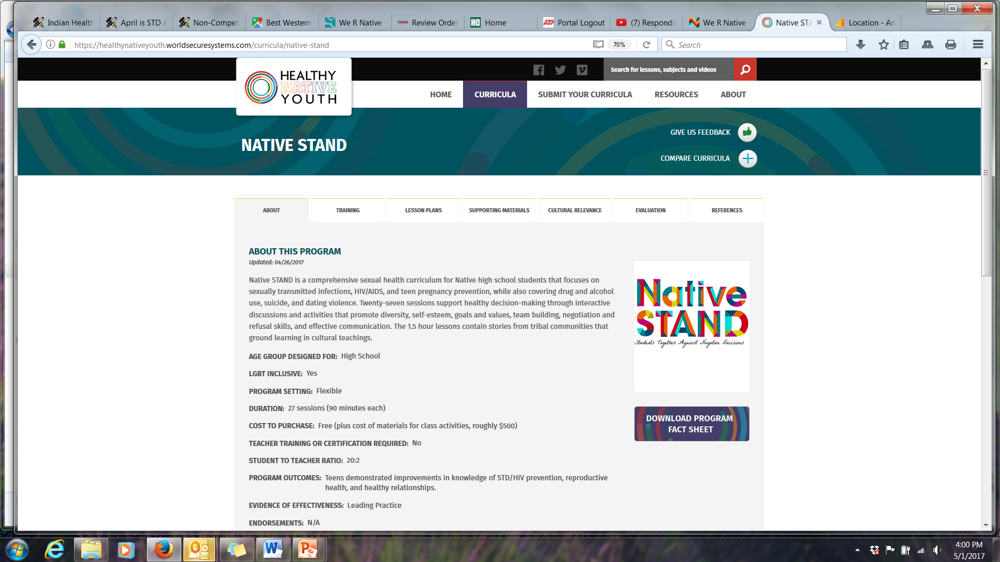 Indian Health
April is STD A
Non-Compet
Best Western
We R Native -
Review Order
Home
Portal Logout
(7) Respondin
We R Native -
Native STA
Location - An
https://healthynativeyouth.worldsecuresystems.com/curricula/native-stand
70%
Search
HEALTHY
NATIVE
YOUTH
Search for lessons, subjects and videos
HOME
CURRICULA
SUBMIT YOUR CURRICULA
RESOURCES
ABOUT
NATIVE STAND
GIVE US FEEDBACK
COMPARE CURRICULA
ABOUT
TRAINING
LESSON PLANS
SUPPORTING MATERIALS
CULTURAL RELEVANCE
EVALUATION
REFERENCES
ABOUT THIS PROGRAM
Updated: 04/26/2017
Native STAND is a comprehensive sexual health curriculum for Native high school students that focuses on
sexually transmitted infections, HIV/AIDS, and teen pregnancy prevention, while also covering drug and alcohol
use, suicide, and dating violence. Twenty-seven sessions support healthy decision-making through interactive
discussions and activities that promote diversity, self-esteem, goals and values, team building, negotiation and
refusal skills, and effective communication. The 1.5 hour lessons contain stories from tribal communities that
ground learning in cultural teachings.
AGE GROUP DESIGNED FOR: High School
LGBT INCLUSIVE: Yes
PROGRAM SETTING: Flexible
DURATION: 27 sessions (90 minutes each)
COST TO PURCHASE: Free (plus cost of materials for class activities, roughly $500)
TEACHER TRAINING OR CERTIFICATION REQUIRED: No
STUDENT TO TEACHER RATIO: 20:2
PROGRAM OUTCOMES: Teens demonstrated improvements in knowledge of STD/HIV prevention, reproductive
health, and healthy relationships.
EVIDENCE OF EFFECTIVENESS: Leading Practice
ENDORSEMENTS: N/A
Native
STAND
Students Together Against Negative Decisions
DOWNLOAD PROGRAM
FACT SHEET
4:00 PM
5/1/2017